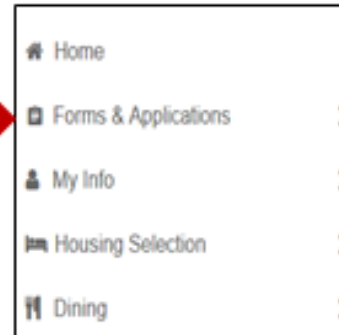 Home
Forms & Applications
My Info
Housing Selection
Dining